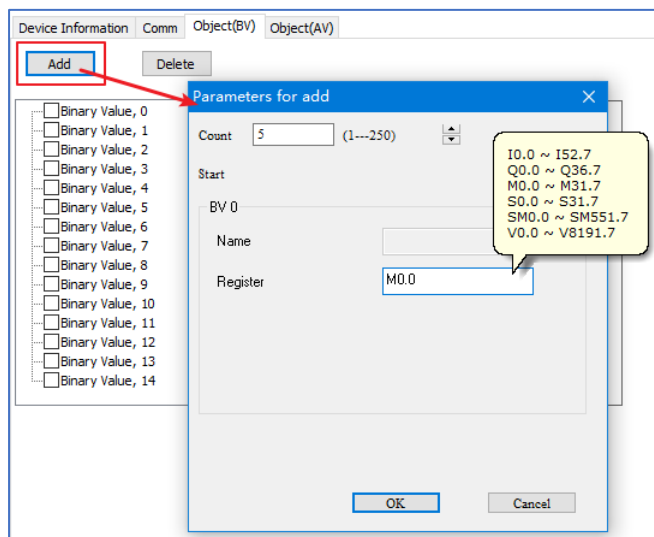 Device Information Comm Object(BV) Object(AV)
Add Delete
Binary Value, 0
Binary Value, 1
Binary Value, 2
Binary Value, 3
Binary Value, 4
Binary Value, 5
Binary Value, 6
Binary Value, 7
Binary Value, 8
Binary Value, 9
Binary Value, 10
Binary Value, 11
Binary Value, 12
Binary Value, 13
Binary Value, 14
Parameters for add
Count 5 (1---250)
Start
BV 0
Name
Register M0.0
I0.0 ~ I52.7
Q0.0 ~ Q36.7
M0.0 ~ M31.7
S0.0 ~ S31.7
SM0.0 ~ SM551.7
V0.0 ~ V8191.7
OK Cancel